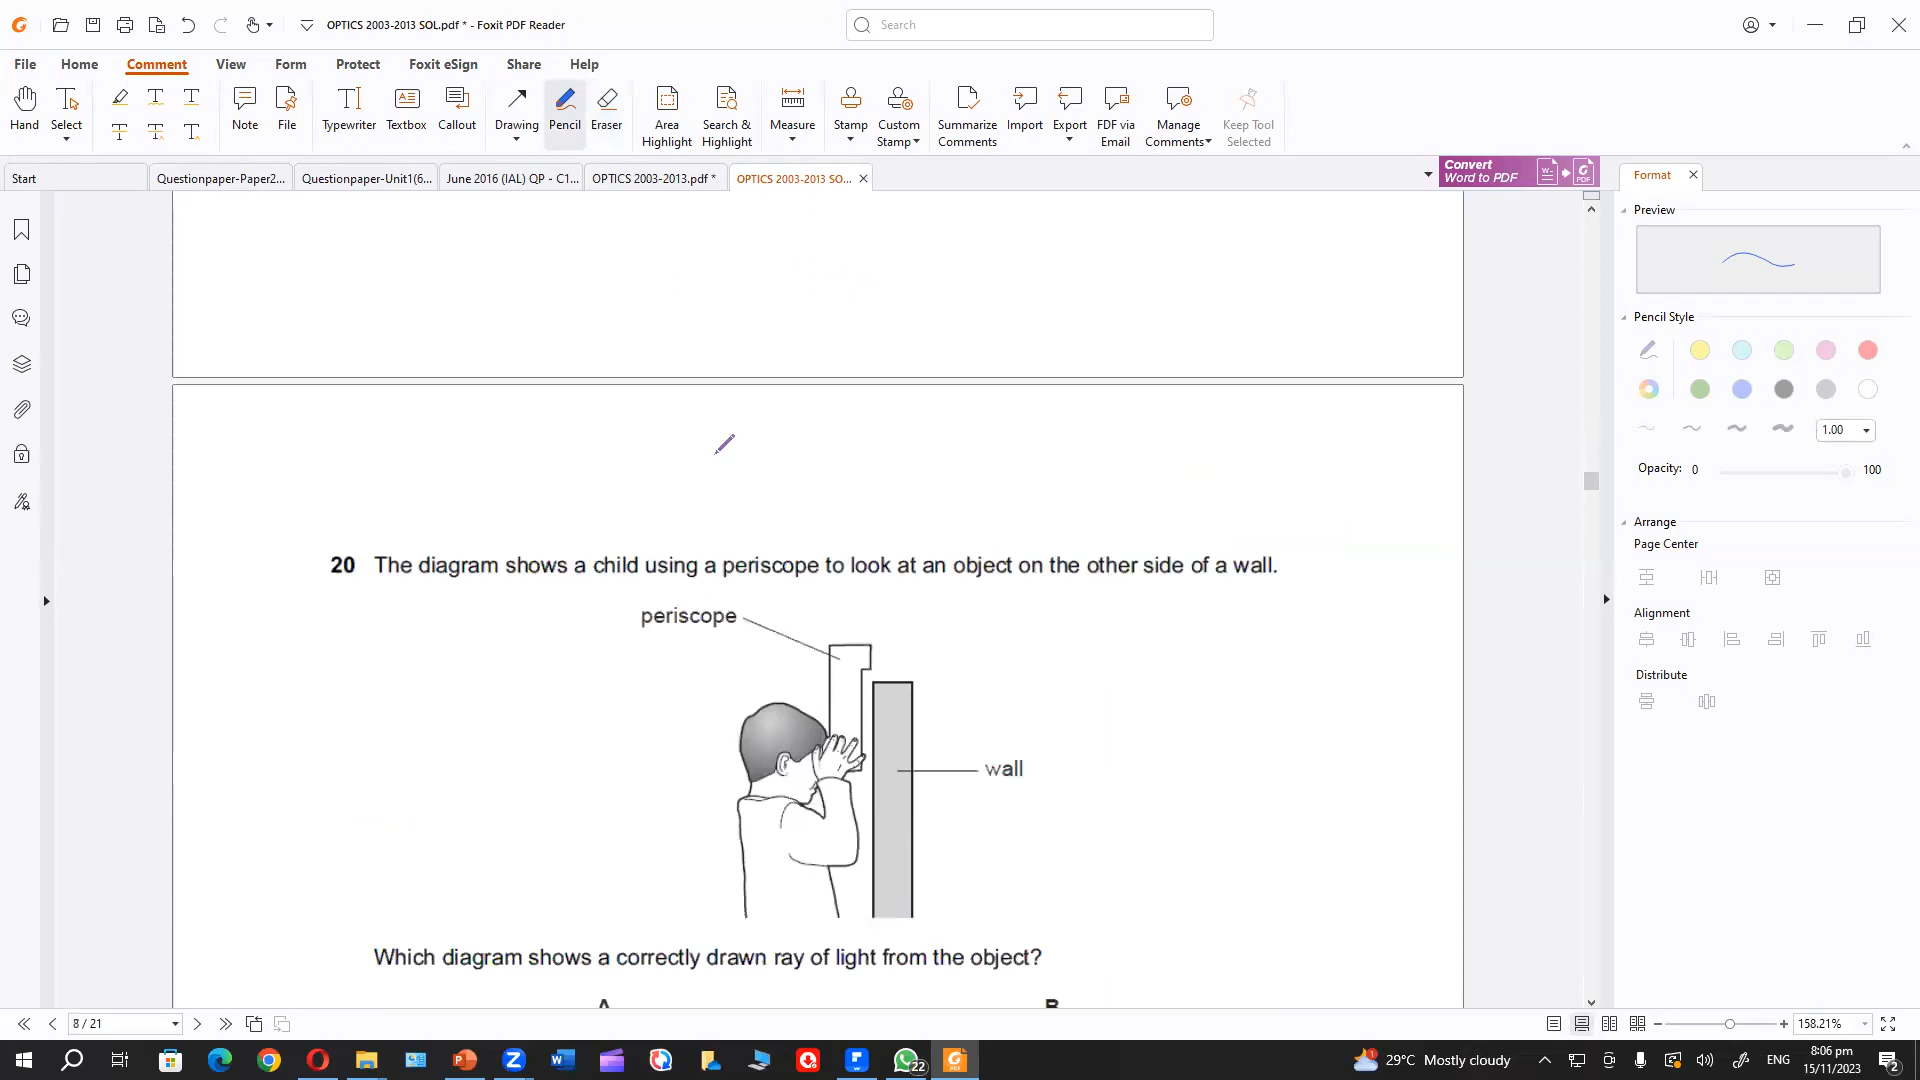 OPTICS 2003-2013 SOL.pdf * - Foxit PDF Reader
Search
File Home Comment View Form Protect Foxit eSign Share Help
Hand Select Note File Typewriter Textbox Callout Drawing Pencil Eraser Area Highlight Search & Highlight Measure Stamp Custom Stamp Summarize Comments Import Export FDF via Email Manage Comments Keep Tool Selected
Start Questionpaper-Paper2... Questionpaper-Unit1(6... June 2016 (IAL) QP - C1... OPTICS 2003-2013.pdf * OPTICS 2003-2013 SO...
Convert
Word to PDF
Format
Preview
Pencil Style
1.00
Opacity: 0 100
Arrange
Page Center
Alignment
Distribute
20 The diagram shows a child using a periscope to look at an object on the other side of a wall.
periscope
wall
Which diagram shows a correctly drawn ray of light from the object?
A B
8 / 21
158.21%
22
29°C Mostly cloudy
ENG
8:06 pm
15/11/2023
2